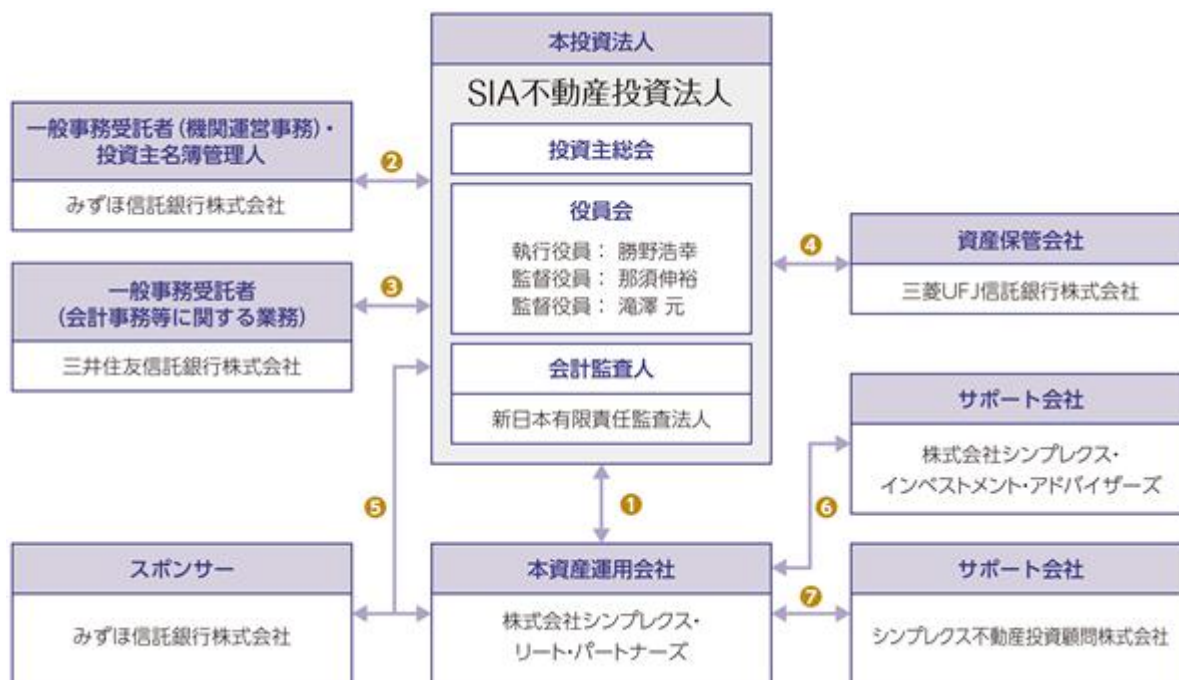 本投資法人
SIA不動産投資法人
投資主総会
役員会
執行役員： 勝野浩幸
監督役員： 那須伸裕
監督役員： 滝澤 元
会計監査人
新日本有限責任監査法人
一般事務受託者（機関運営事務）・
投資主名簿管理人
みずほ信託銀行株式会社
❷
一般事務受託者
（会計事務等に関する業務）
三井住友信託銀行株式会社
❸
❹
資産保管会社
三菱UFJ信託銀行株式会社
サポート会社
株式会社シンプレクス・
インベストメント・アドバイザーズ
❺
❶
❻
スポンサー
みずほ信託銀行株式会社
本資産運用会社
株式会社シンプレクス・
リート・パートナーズ
❼
サポート会社
シンプレクス不動産投資顧問株式会社